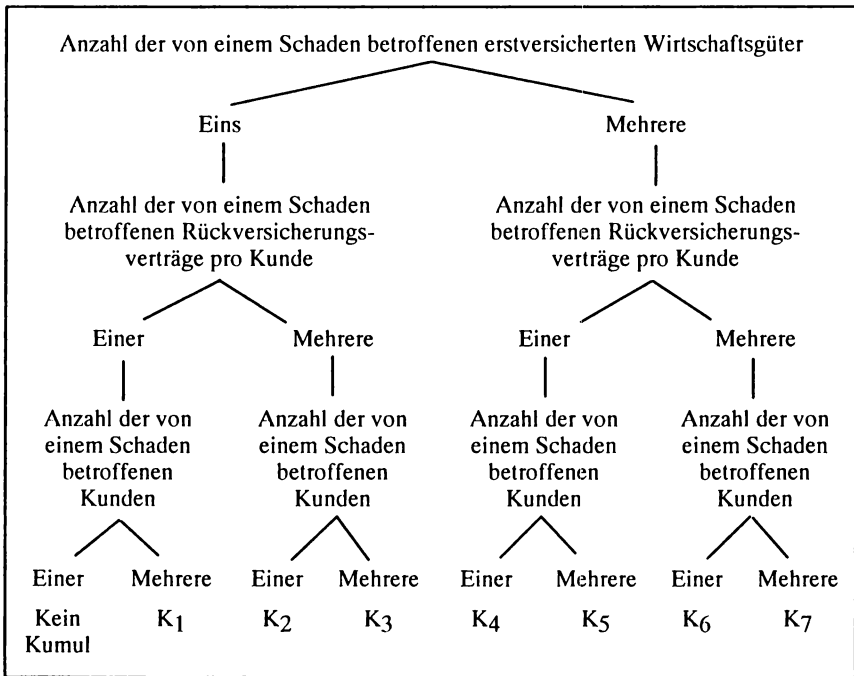 Anzahl der von einem Schaden betroffenen erstversicherten Wirtschaftsgüter
Eins Mehrere
Anzahl der von einem Schaden Anzahl der von einem Schaden
betroffenen Rückversicherungs- betroffenen Rückversicherungs-
verträge pro Kunde verträge pro Kunde
Einer Mehrere Einer Mehrere
Anzahl der von Anzahl der von Anzahl der von Anzahl der von
einem Schaden einem Schaden einem Schaden einem Schaden
betroffenen betroffenen betroffenen betroffenen
Kunden Kunden Kunden Kunden
Einer Mehrere Einer Mehrere Einer Mehrere Einer Mehrere
Kein K1 K2 K3 K4 K5 K6 K7
Kumul